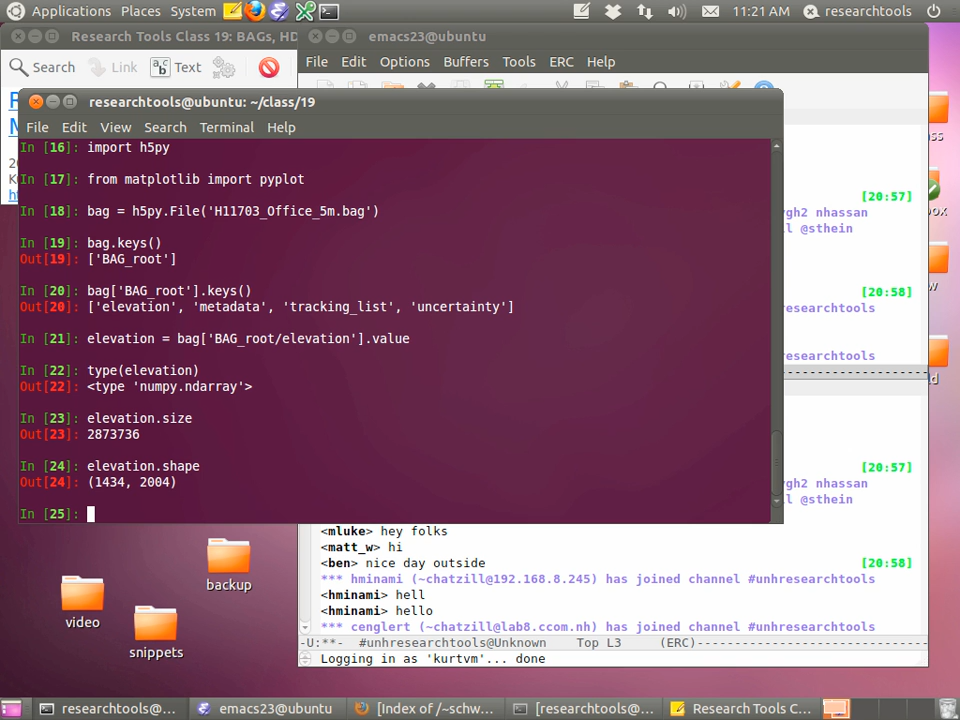 Applications Places System 11:21 AM researchtools
Research Tools Class 19: BAGs, HD
emacs23@ubuntu
Search Link Text
File Edit Options Buffers Tools ERC Help
researchtools@ubuntu: ~/class/19
File Edit View Search Terminal Help
In [16]: import h5py
In [17]: from matplotlib import pyplot
In [18]: bag = h5py.File('H11703_Office_5m.bag')
In [19]: bag.keys()
Out[19]: ['BAG_root']
In [20]: bag['BAG_root'].keys()
Out[20]: ['elevation', 'metadata', 'tracking_list', 'uncertainty']
In [21]: elevation = bag['BAG_root/elevation'].value
In [22]: type(elevation)
Out[22]: <type 'numpy.ndarray'>
In [23]: elevation.size
Out[23]: 2873736
In [24]: elevation.shape
Out[24]: (1434, 2004)
In [25]:
[20:57]
gh2 nhassan
l @sthein
[20:58]
esearchtools
esearchtools
[20:57]
gh2 nhassan
l @sthein
<mluke> hey folks
<matt_w> hi
<ben> nice day outside [20:58]
*** hminami (~chatzill@192.168.8.245) has joined channel #unhresearchtools
<hminami> hell
<hminami> hello
*** cenglert (~chatzill@lab8.ccom.nh) has joined channel #unhresearchtools
-U:**- #unhresearchtools@Unknown Top L3 (ERC)
Logging in as 'kurtvm'... done
backup
video
snippets
researchtools@... emacs23@ubuntu [Index of /~schw... [researchtools@... Research Tools C...